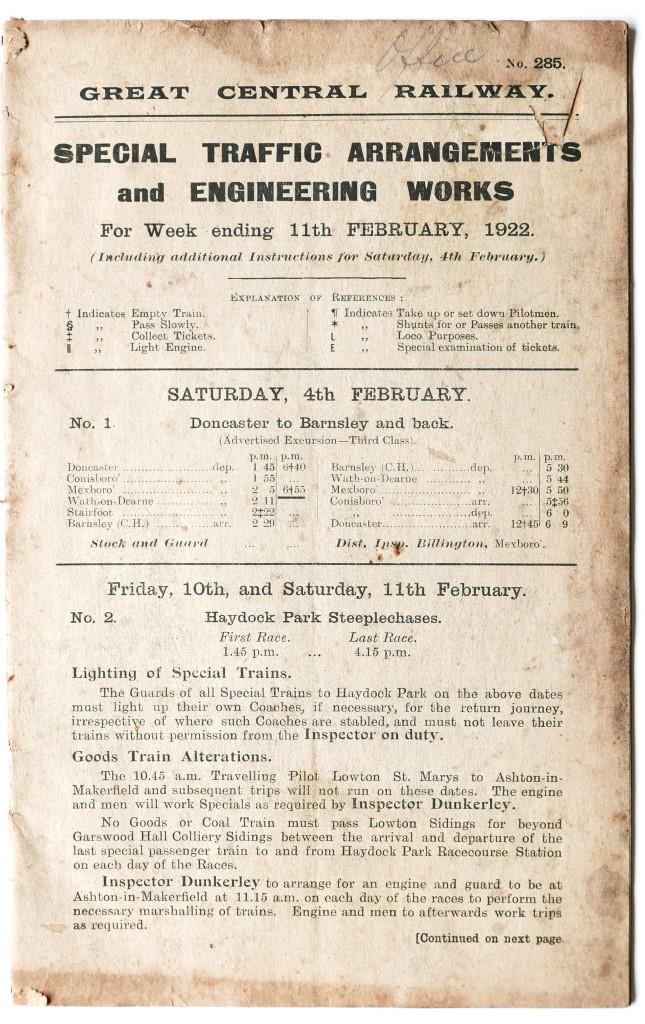 Office
No. 285.
GREAT CENTRAL RAILWAY.
SPECIAL TRAFFIC ARRANGEMENTS
and ENGINEERING WORKS
For Week ending 11th FEBRUARY, 1922.
(Including additional Instructions for Saturday, 4th February.)
EXPLANATION OF REFERENCES :
† Indicates Empty Train.
§ „ Pass Slowly.
‡ „ Collect Tickets.
‖ „ Light Engine.
¶ Indicates Take up or set down Pilotmen.
* „ Shunts for or Passes another train.
L „ Loco Purposes.
E „ Special examination of tickets.
SATURDAY, 4th FEBRUARY.
No. 1. Doncaster to Barnsley and back.
(Advertised Excursion—Third Class).
p.m. p.m.
Doncaster ........................dep. 1 45 6†40
Conisboro' ........................ „ 1 55
Mexboro' ........................ „ 2 5 6†55
Wath-on-Dearne ............... „ 2 11
Stairfoot ........................ „ 2‡22 ...
Barnsley (C.H.) ...............arr. 2 29 ...
Stock and Guard ... ...
p.m. p.m.
Barnsley (C.H.)...............dep. ... 5 30
Wath-on-Dearne ............... „ ... 5 44
Mexboro' ........................ „ 12†30 5 50
Conisboro' ........................arr. ... 5‡56
„ ........................dep. ... 6 0
Doncaster........................arr. 12†45 6 9
Dist. Insp. Billington, Mexboro'.
Friday, 10th, and Saturday, 11th February.
No. 2. Haydock Park Steeplechases.
First Race. Last Race.
1.45 p.m. ... 4.15 p.m.
Lighting of Special Trains.
The Guards of all Special Trains to Haydock Park on the above dates
must light up their own Coaches, if necessary, for the return journey,
irrespective of where such Coaches are stabled, and must not leave their
trains without permission from the Inspector on duty.
Goods Train Alterations.
The 10.45 a.m. Travelling Pilot Lowton St. Marys to Ashton-in-
Makerfield and subsequent trips will not run on these dates. The engine
and men will work Specials as required by Inspector Dunkerley.
No Goods or Coal Train must pass Lowton Sidings for beyond
Garswood Hall Colliery Sidings between the arrival and departure of the
last special passenger train to and from Haydock Park Racecourse Station
on each day of the Races.
Inspector Dunkerley to arrange for an engine and guard to be at
Ashton-in-Makerfield at 11.15 a.m. on each day of the races to perform the
necessary marshalling of trains. Engine and men to afterwards work trips
as required.
[Continued on next page.